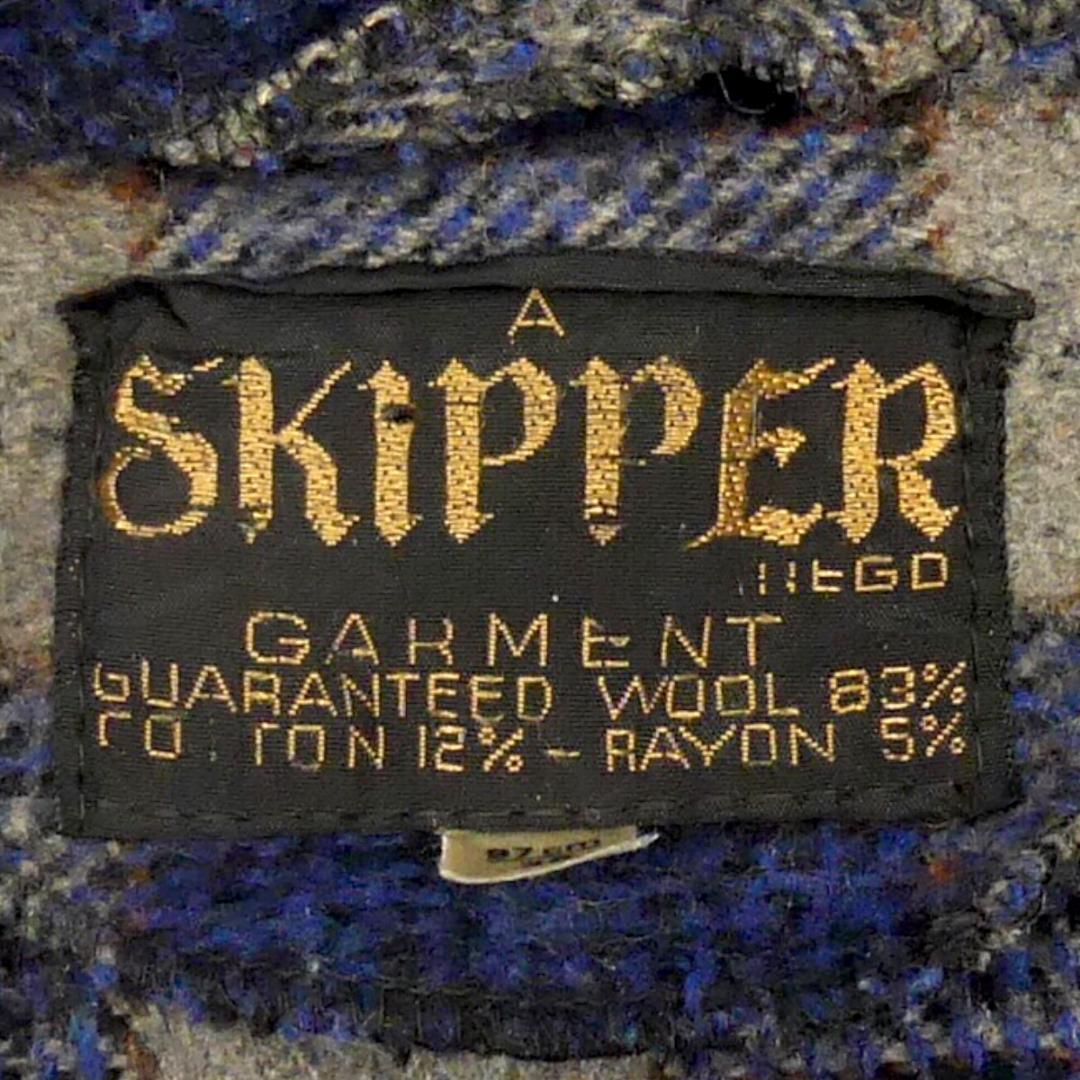 A
SKIPPER
REGD
GARMENT
GUARANTEED WOOL 83%
COTTON 12% - RAYON 5%